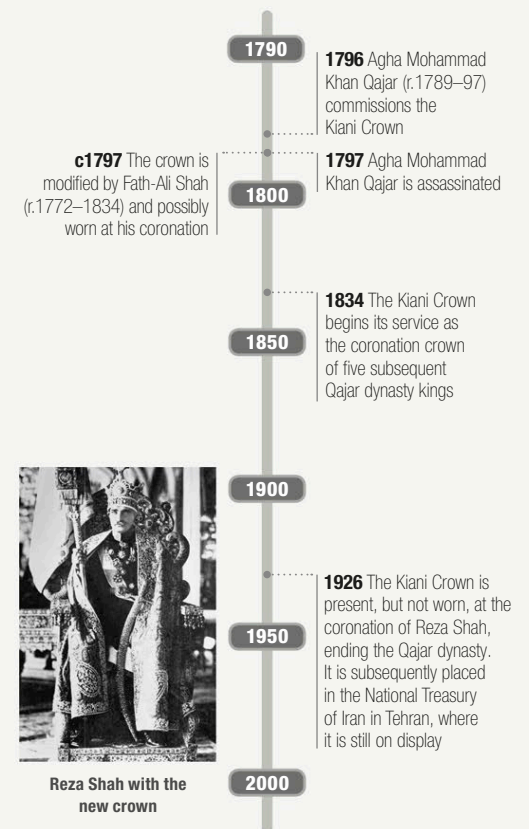 1790
1796 Agha Mohammad
Khan Qajar (r.1789–97)
commissions the
Kiani Crown
c1797 The crown is
modified by Fath-Ali Shah
(r.1772–1834) and possibly
worn at his coronation
1797 Agha Mohammad
Khan Qajar is assassinated
1800
1834 The Kiani Crown
begins its service as
the coronation crown
of five subsequent
Qajar dynasty kings
1850
1900
1926 The Kiani Crown is
present, but not worn, at the
coronation of Reza Shah,
ending the Qajar dynasty.
It is subsequently placed
in the National Treasury
of Iran in Tehran, where
it is still on display
1950
Reza Shah with the
new crown
2000